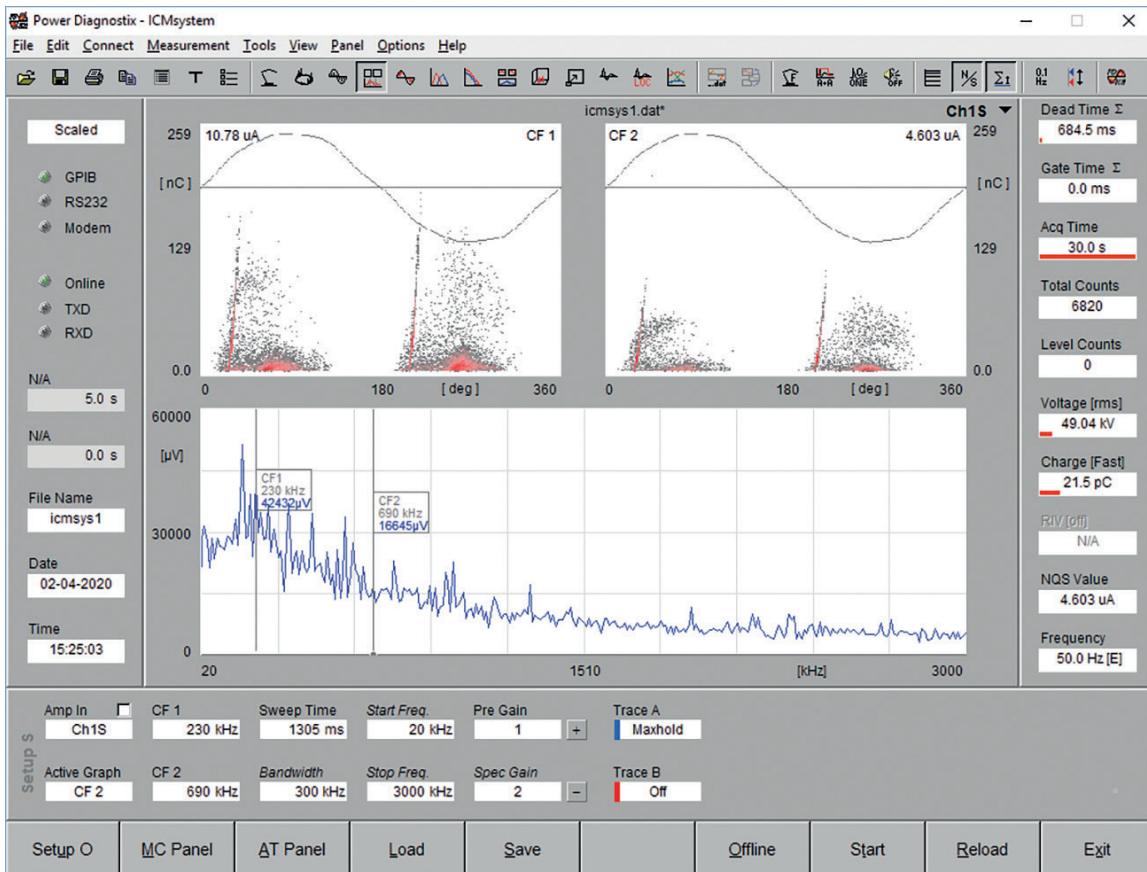 Power Diagnostix - ICMsystem
File Edit Connect Measurement Tools View Panel Options Help
T
LOC
...dat
F
A+A
ONE
OFF
N/S
Σ1
0.1 Hz
Scaled
GPIB
RS232
Modem
Online
TXD
RXD
N/A
5.0 s
N/A
0.0 s
File Name
icmsys1
Date
02-04-2020
Time
15:25:03
icmsys1.dat*
Ch1S
259
[nC]
129
0.0
10.78 uA
CF 1
0 180 [deg] 360
CF 2
4.603 uA
259
[nC]
129
0.0
0 180 [deg] 360
60000
[µV]
30000
0
CF1
230 kHz
42432µV
CF2
690 kHz
16645µV
20 1510 [kHz] 3000
Dead Time Σ
684.5 ms
Gate Time Σ
0.0 ms
Acq Time
30.0 s
Total Counts
6820
Level Counts
0
Voltage [rms]
49.04 kV
Charge [Fast]
21.5 pC
RIV [off]
N/A
NQS Value
4.603 uA
Frequency
50.0 Hz [E]
Setup S
Amp In
Ch1S
CF 1
230 kHz
Sweep Time
1305 ms
Start Freq.
20 kHz
Pre Gain
1
+
Trace A
Maxhold
Active Graph
CF 2
CF 2
690 kHz
Bandwidth
300 kHz
Stop Freq.
3000 kHz
Spec Gain
2
−
Trace B
Off
Setup O
MC Panel
AT Panel
Load
Save
Offline
Start
Reload
Exit